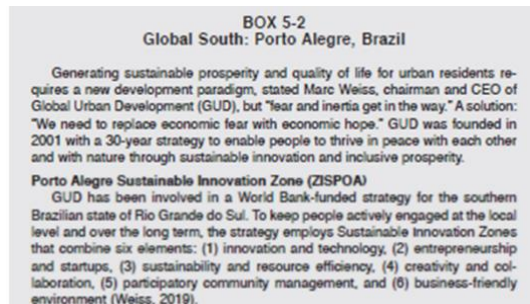 BOX 5-2
Global South: Porto Alegre, Brazil
Generating sustainable prosperity and quality of life for urban residents re-
quires a new development paradigm, stated Marc Weiss, chairman and CEO of
Global Urban Development (GUD), but "fear and inertia get in the way." A solution:
"We need to replace economic fear with economic hope." GUD was founded in
2001 with a 30-year strategy to enable people to thrive in peace with each other
and with nature through sustainable innovation and inclusive prosperity.
Porto Alegre Sustainable Innovation Zone (ZISPOA)
GUD has been involved in a World Bank-funded strategy for the southern
Brazilian state of Rio Grande do Sul. To keep people actively engaged at the local
level and over the long term, the strategy employs Sustainable Innovation Zones
that combine six elements: (1) innovation and technology, (2) entrepreneurship
and startups, (3) sustainability and resource efficiency, (4) creativity and col-
laboration, (5) participatory community management, and (6) business-friendly
environment (Weiss, 2019).